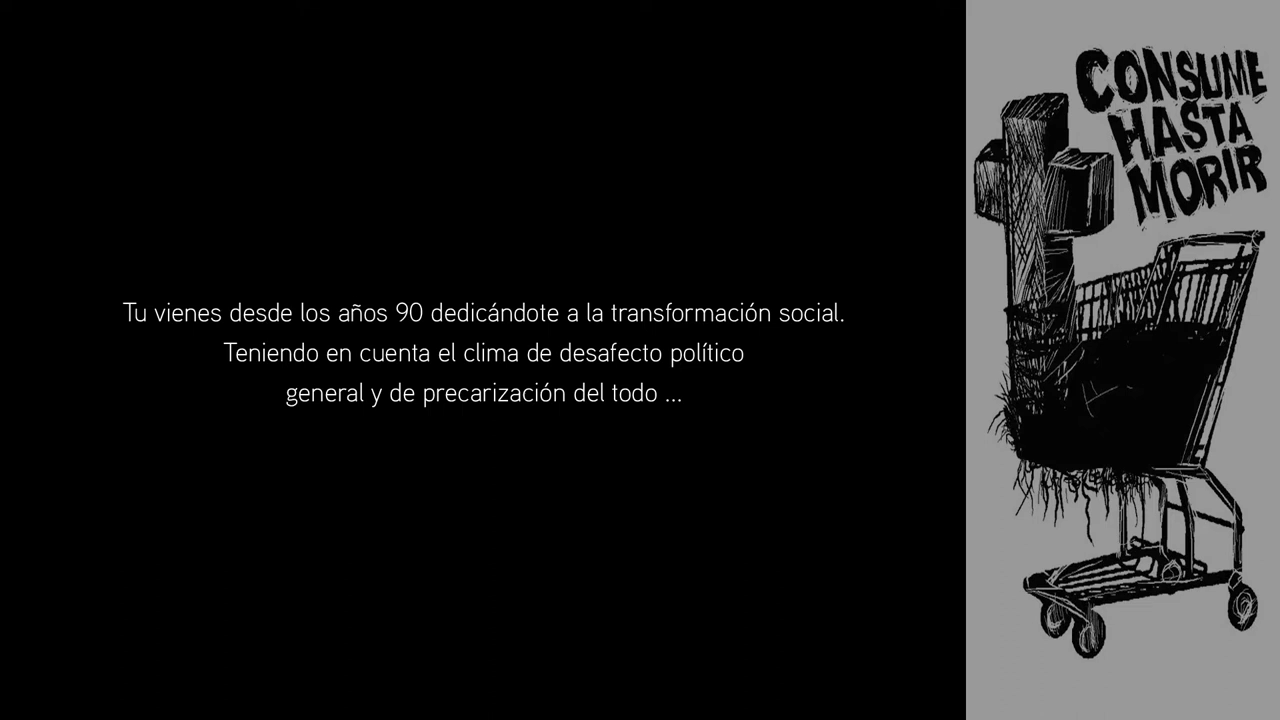 Tu vienes desde los años 90 dedicándote a la transformación social.
Teniendo en cuenta el clima de desafecto político
general y de precarización del todo ...
CONSUME
HASTA
MORIR